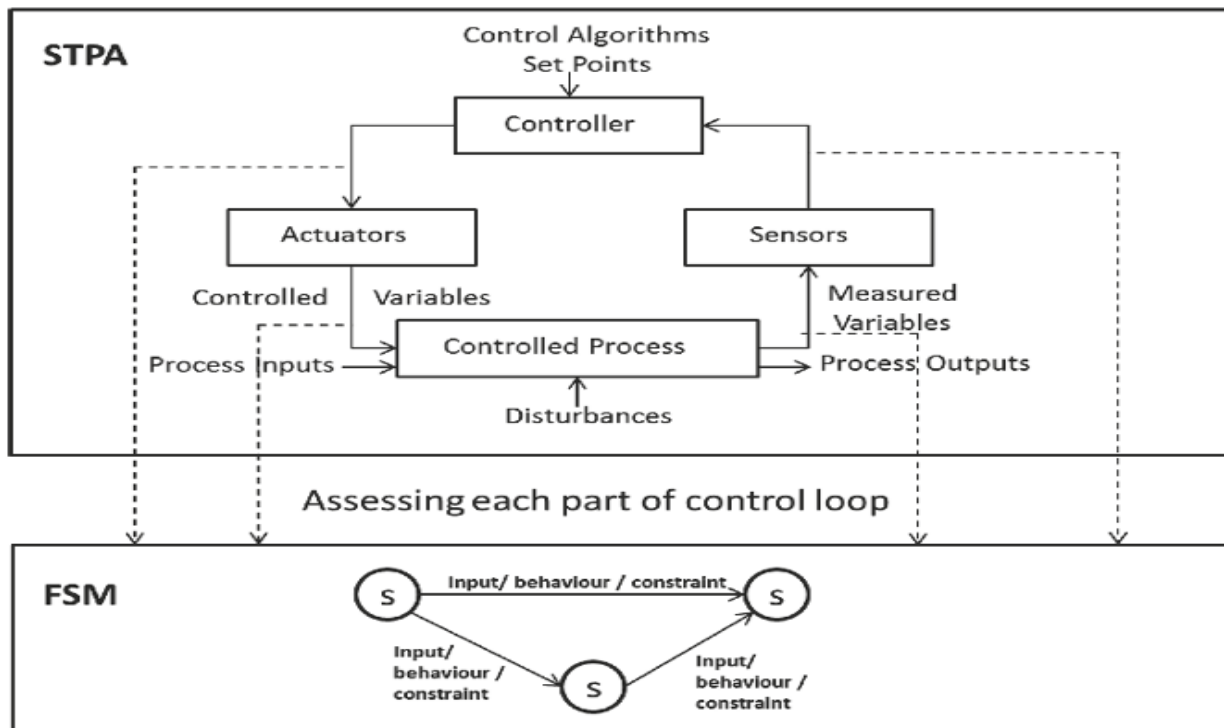 STPA
Control Algorithms
Set Points
Controller
Actuators
Sensors
Controlled Variables
Measured
Variables
Controlled Process
Process Inputs
Process Outputs
Disturbances
Assessing each part of control loop
FSM
S
Input/ behaviour / constraint
S
Input/
behaviour /
constraint
S
Input/
behaviour /
constraint